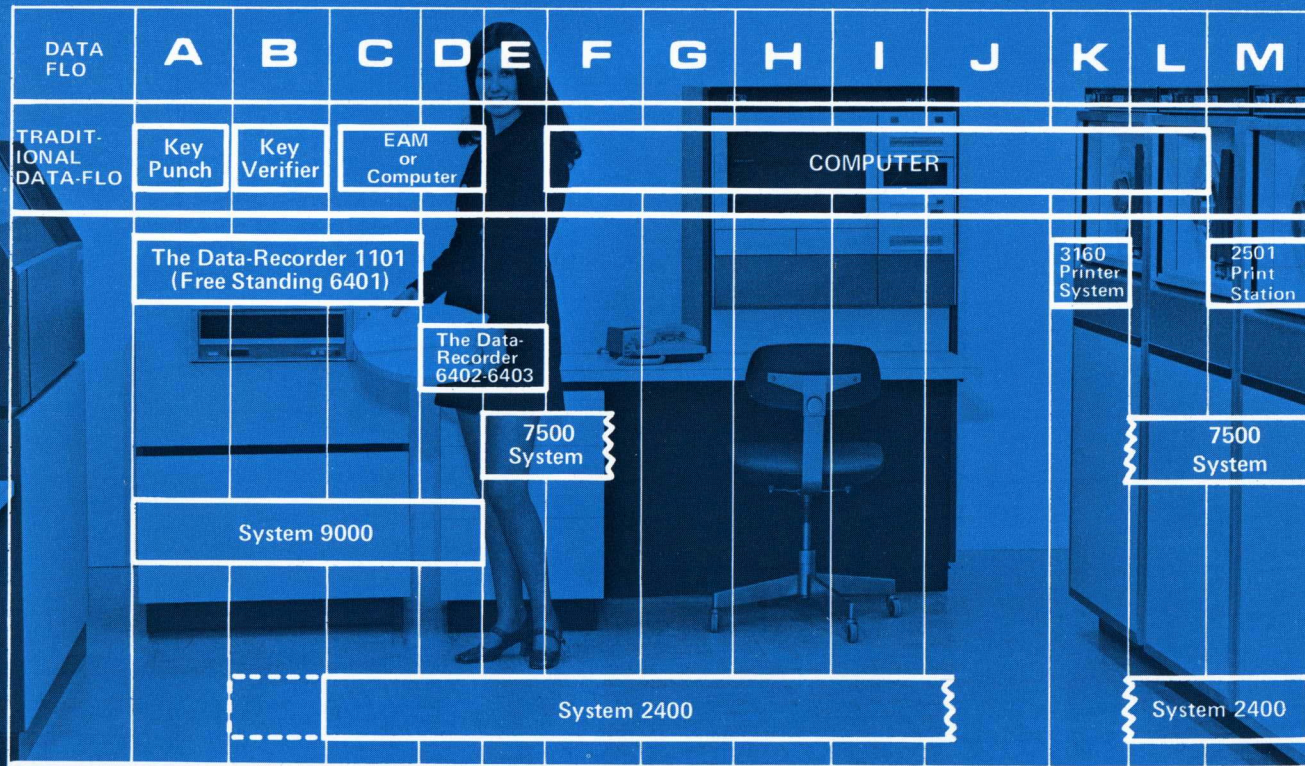 DATA FLO A B C D E F G H I J K L M
TRADIT-
IONAL
DATA-FLO
Key
Punch
Key
Verifier
EAM
or
Computer
COMPUTER
The Data-Recorder 1101
(Free Standing 6401)
3160
Printer
System
2501
Print
Station
The Data-
Recorder
6402-6403
7500
System
7500
System
System 9000
System 2400
System 2400